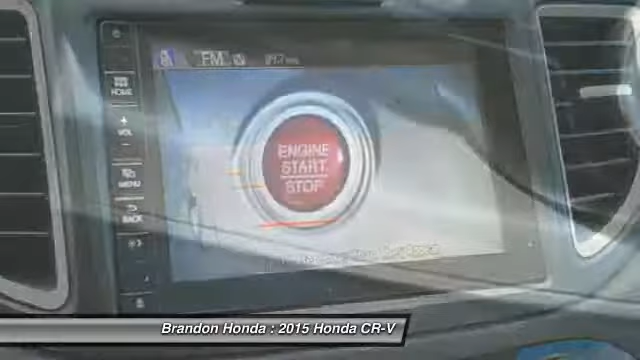 FM
HOME
VOL
MENU
BACK
ENGINE
START
STOP
Brandon Honda : 2015 Honda CR-V